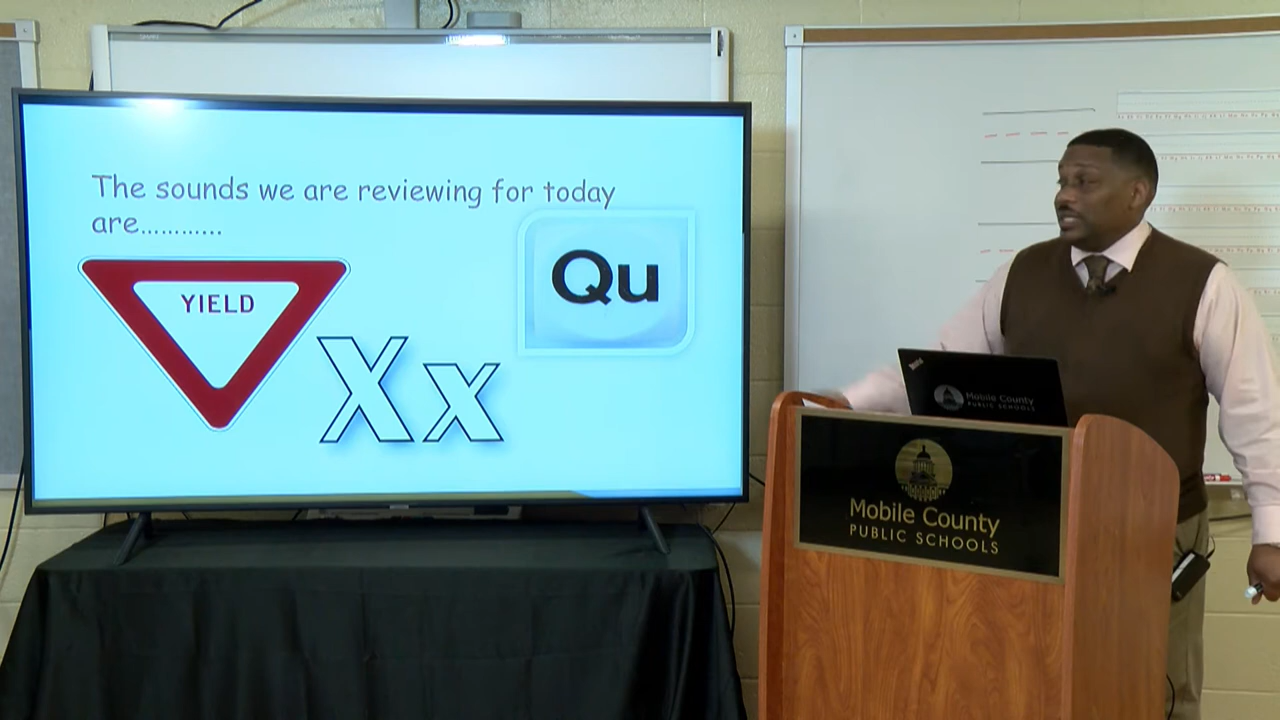 The sounds we are reviewing for today
are............
YIELD
Qu
Xx
Mobile County
PUBLIC SCHOOLS
Mobile County
PUBLIC SCHOOLS